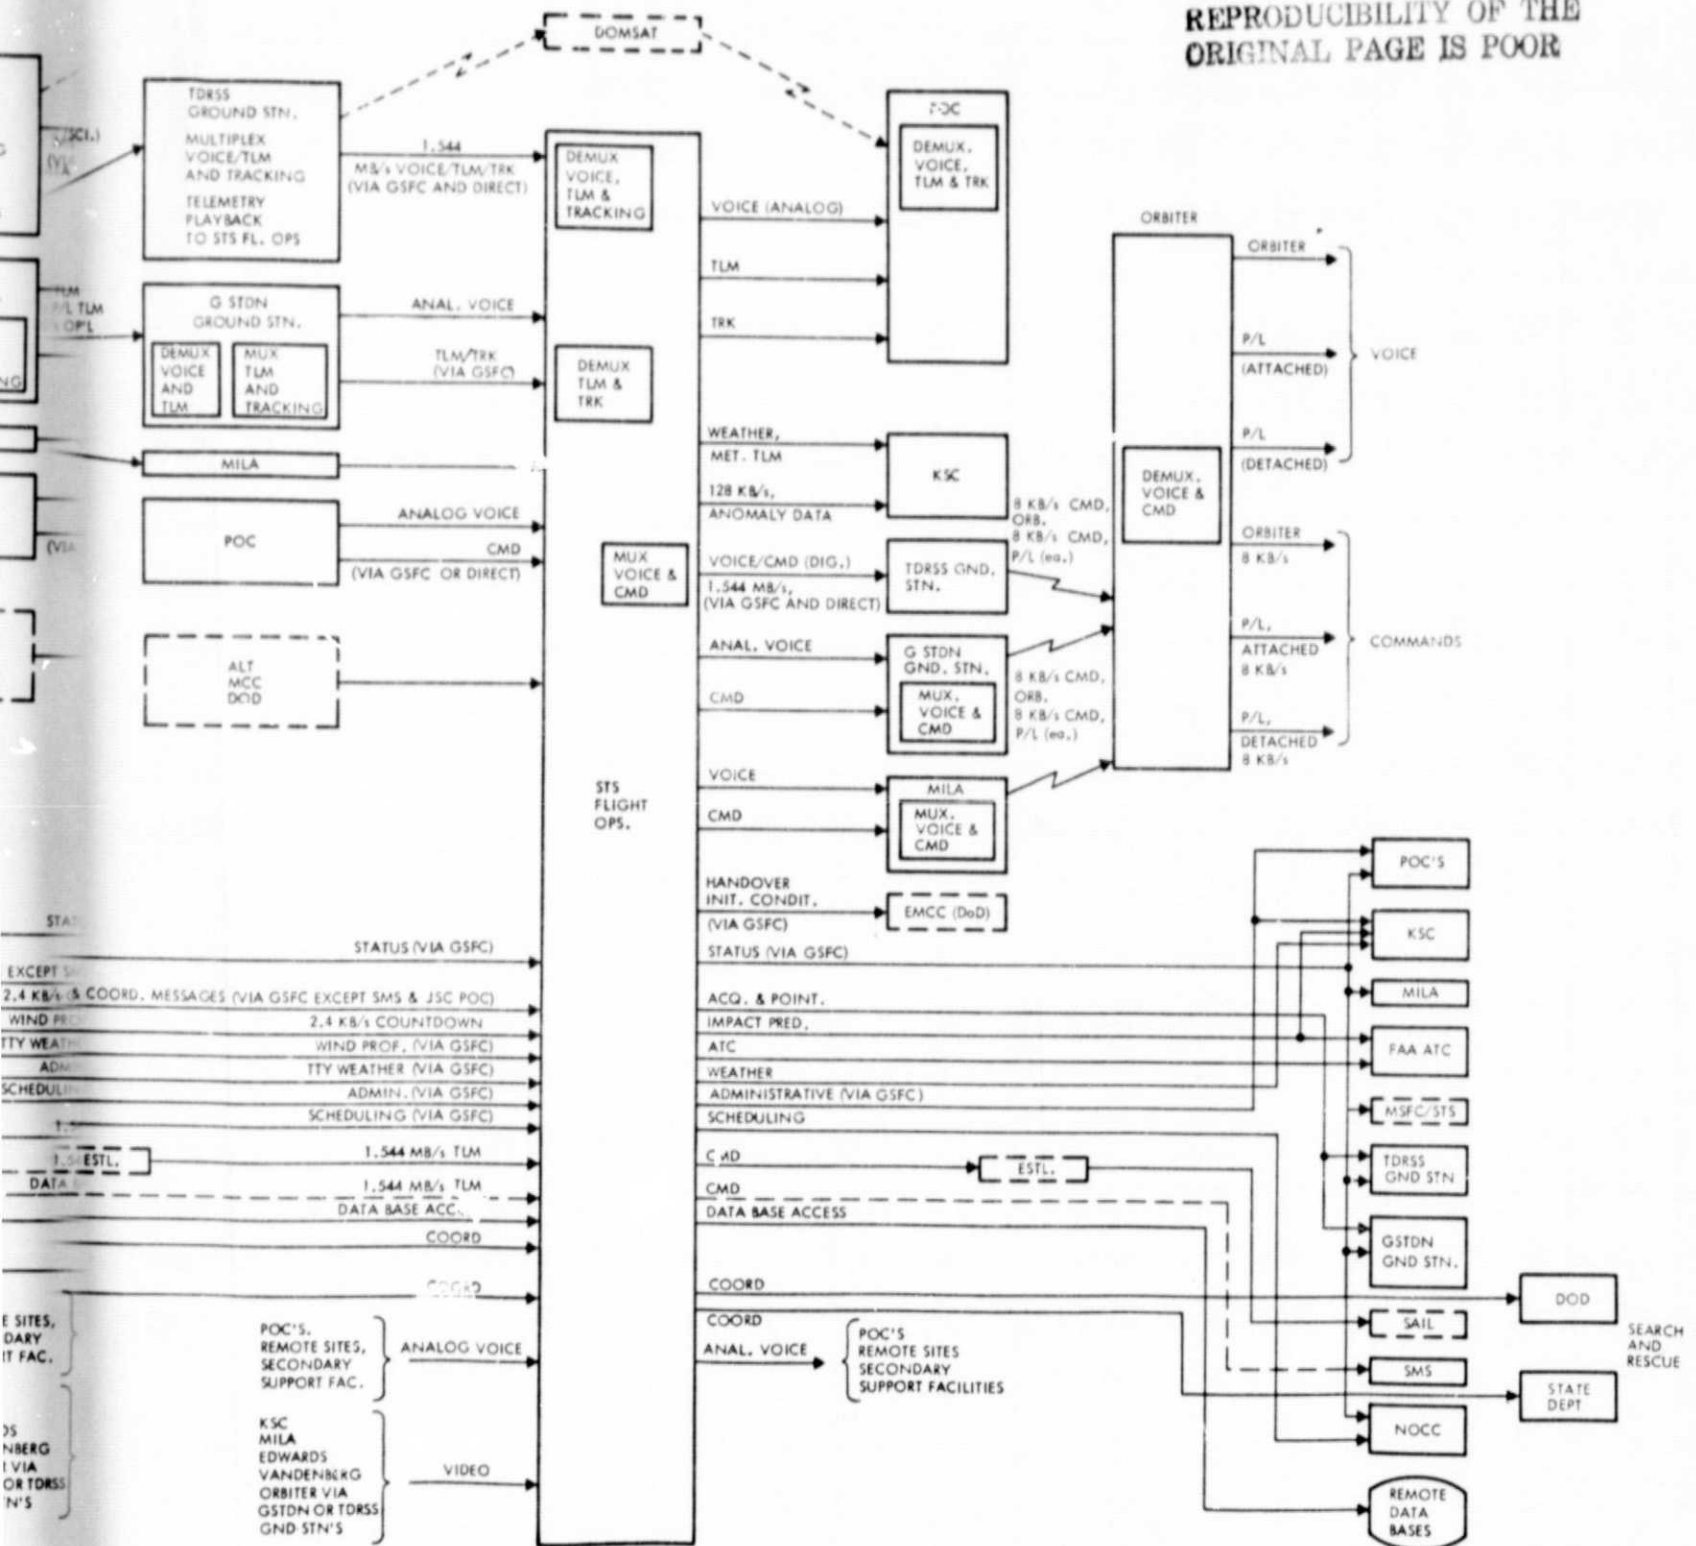 REPRODUCIBILITY OF THE
ORIGINAL PAGE IS POOR
DOMSAT
TDRSS
GROUND STN.
MULTIPLEX
VOICE/TLM
AND TRACKING
TELEMETRY
PLAYBACK
TO STS FL. OPS
1.544
MB/s VOICE/TLM/TRK
(VIA GSFC AND DIRECT)
G STDN
GROUND STN.
DEMUX
VOICE
AND
TLM
MUX
TLM
AND
TRACKING
ANAL. VOICE
TLM/TRK
(VIA GSFC)
MILA
POC
ANALOG VOICE
CMD
(VIA GSFC OR DIRECT)
ALT
MCC
DOD
DEMUX
VOICE,
TLM &
TRACKING
DEMUX
TLM &
TRK
MUX
VOICE &
CMD
STS
FLIGHT
OPS.
VOICE (ANALOG)
TLM
TRK
DEMUX.
VOICE,
TLM & TRK
WEATHER,
MET. TLM
128 KB/s,
ANOMALY DATA
KSC
VOICE/CMD (DIG.)
1.544 MB/s,
(VIA GSFC AND DIRECT)
TDRSS GND.
STN.
8 KB/s CMD,
ORB.
8 KB/s CMD,
P/L (ea.)
ANAL. VOICE
CMD
G STDN
GND. STN.
MUX.
VOICE &
CMD
8 KB/s CMD,
ORB.
8 KB/s CMD,
P/L (ea.)
VOICE
CMD
MILA
MUX.
VOICE &
CMD
HANDOVER
INIT. CONDIT.
(VIA GSFC)
EMCC (DoD)
ORBITER
DEMUX.
VOICE &
CMD
ORBITER
P/L
(ATTACHED)
P/L
(DETACHED)
VOICE
ORBITER
8 KB/s
P/L,
ATTACHED
8 KB/s
P/L,
DETACHED
8 KB/s
COMMANDS
STATUS (VIA GSFC)
EXCEPT
2.4 KB/s & COORD. MESSAGES (VIA GSFC EXCEPT SMS & JSC POC)
2.4 KB/s COUNTDOWN
WIND
WIND PROF. (VIA GSFC)
TTY
TTY WEATHER (VIA GSFC)
ADMIN. (VIA GSFC)
SCHEDULING (VIA GSFC)
ESTL.
1.544 MB/s TLM
DATA
1.544 MB/s TLM
DATA BASE
COORD
POC'S.
REMOTE SITES,
SECONDARY
SUPPORT FAC.
ANALOG VOICE
KSC
MILA
EDWARDS
VANDENBERG
ORBITER VIA
GSTDN OR TDRSS
GND STN'S
VIDEO
STATUS (VIA GSFC)
ACQ. & POINT.
IMPACT PRED,
ATC
WEATHER
ADMINISTRATIVE (VIA GSFC)
SCHEDULING
ESTL.
CMD
DATA BASE ACCESS
COORD
COORD
ANAL. VOICE
POC'S
REMOTE SITES
SECONDARY
SUPPORT FACILITIES
POC'S
KSC
MILA
FAA ATC
MSFC/STS
TDRSS
GND STN
GSTDN
GND STN.
SAIL
SMS
NOCC
REMOTE
DATA
BASES
DOD
STATE
DEPT
SEARCH
AND
RESCUE